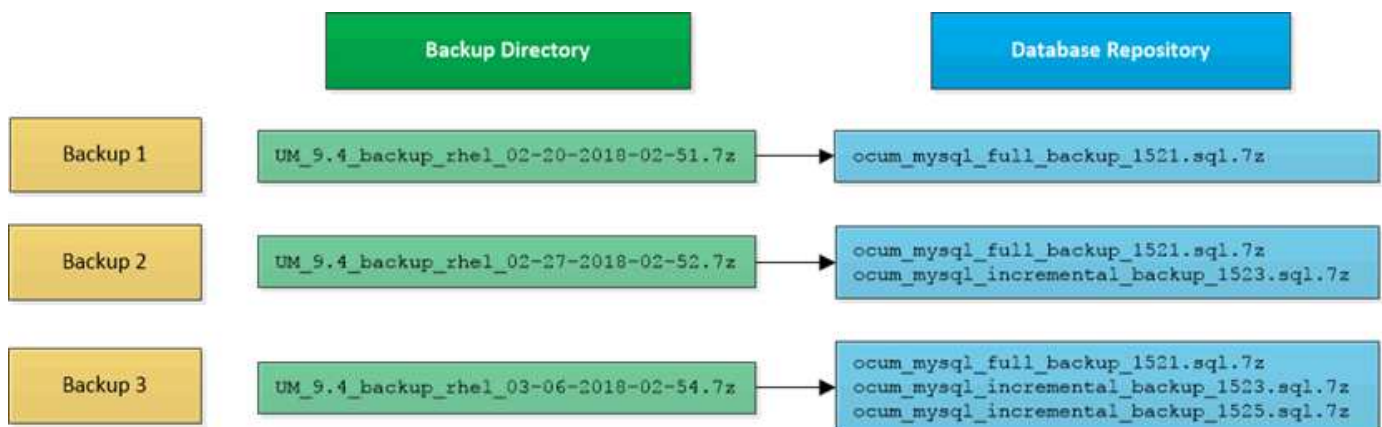 Backup Directory
Database Repository
Backup 1
UM_9.4_backup_rhel_02-20-2018-02-51.7z
ocum_mysql_full_backup_1521.sql.7z
Backup 2
UM_9.4_backup_rhel_02-27-2018-02-52.7z
ocum_mysql_full_backup_1521.sql.7z
ocum_mysql_incremental_backup_1523.sql.7z
Backup 3
UM_9.4_backup_rhel_03-06-2018-02-54.7z
ocum_mysql_full_backup_1521.sql.7z
ocum_mysql_incremental_backup_1523.sql.7z
ocum_mysql_incremental_backup_1525.sql.7z